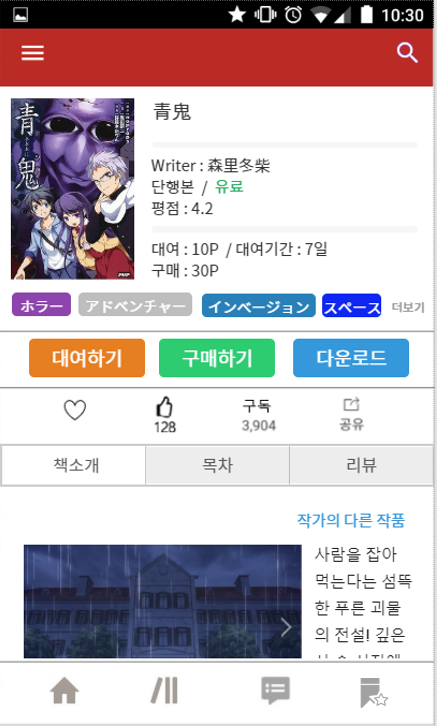 10:30
青鬼
青鬼
PHP
Writer : 森里冬柴
단행본 / 유료
평점 : 4.2
대여 : 10P / 대여기간 : 7일
구매 : 30P
ホラー アドベンチャー インベージョン スペース 더보기
대여하기 구매하기 다운로드
128 구독 3,904 공유
책소개 목차 리뷰
작가의 다른 작품
사람을 잡아
먹는다는 섬뜩
한 푸른 괴물
의 전설! 깊은